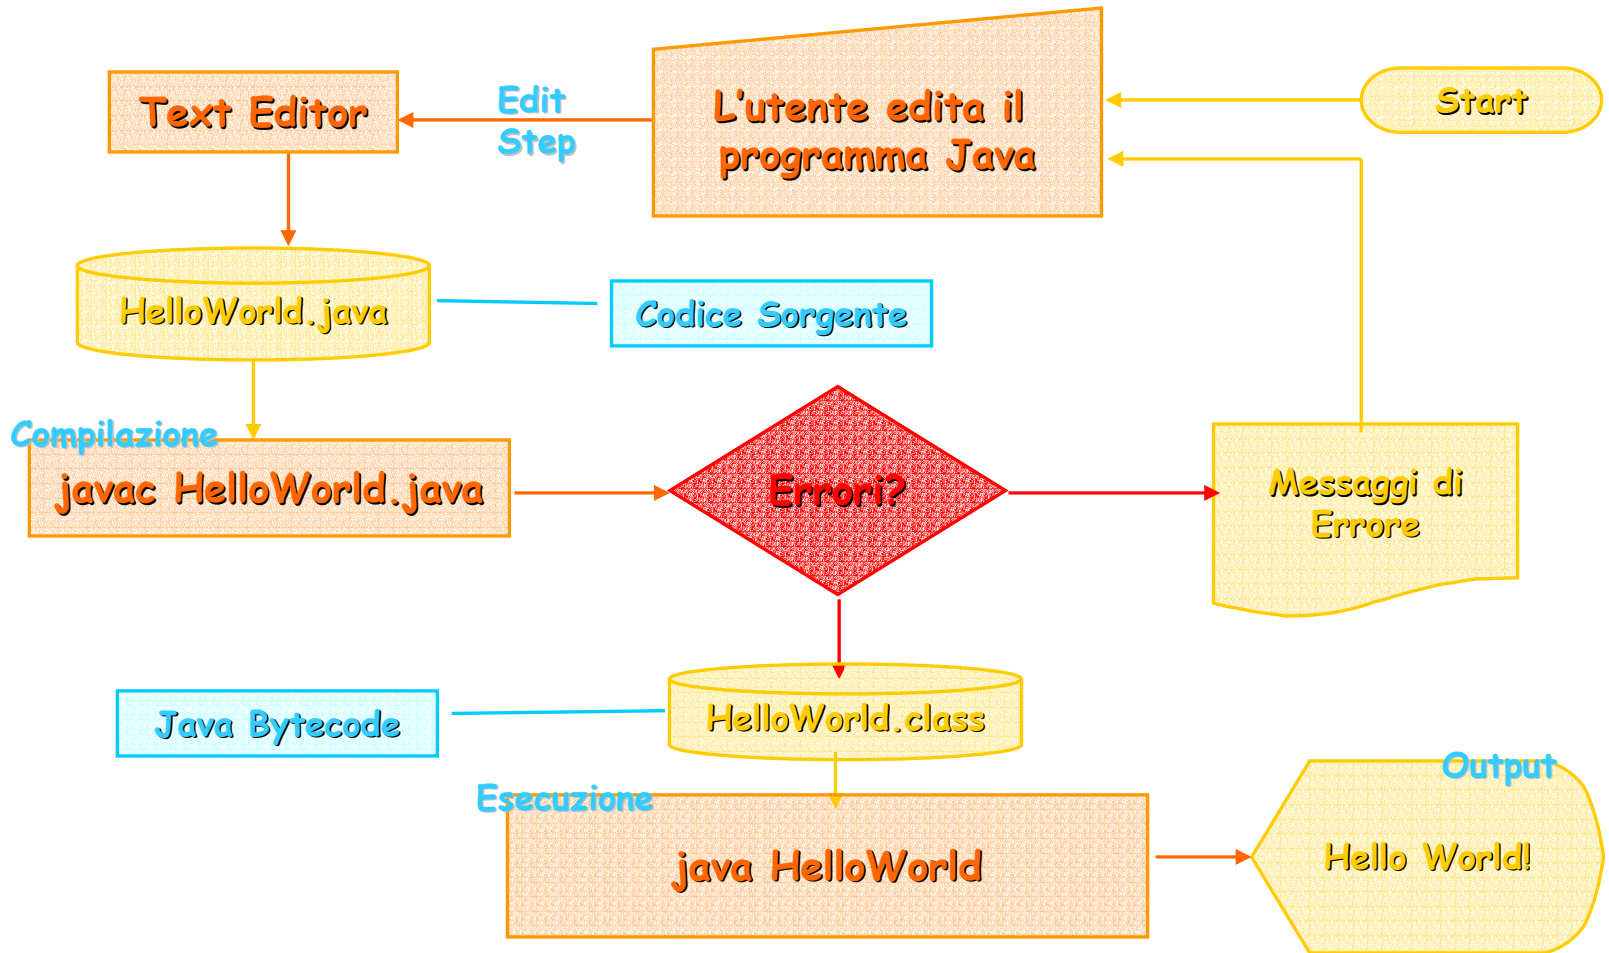 Start
L'utente edita il
programma Java
Edit
Step
Text Editor
HelloWorld.java
Codice Sorgente
Compilazione
javac HelloWorld.java
Errori?
Messaggi di
Errore
HelloWorld.class
Java Bytecode
Esecuzione
java HelloWorld
Output
Hello World!